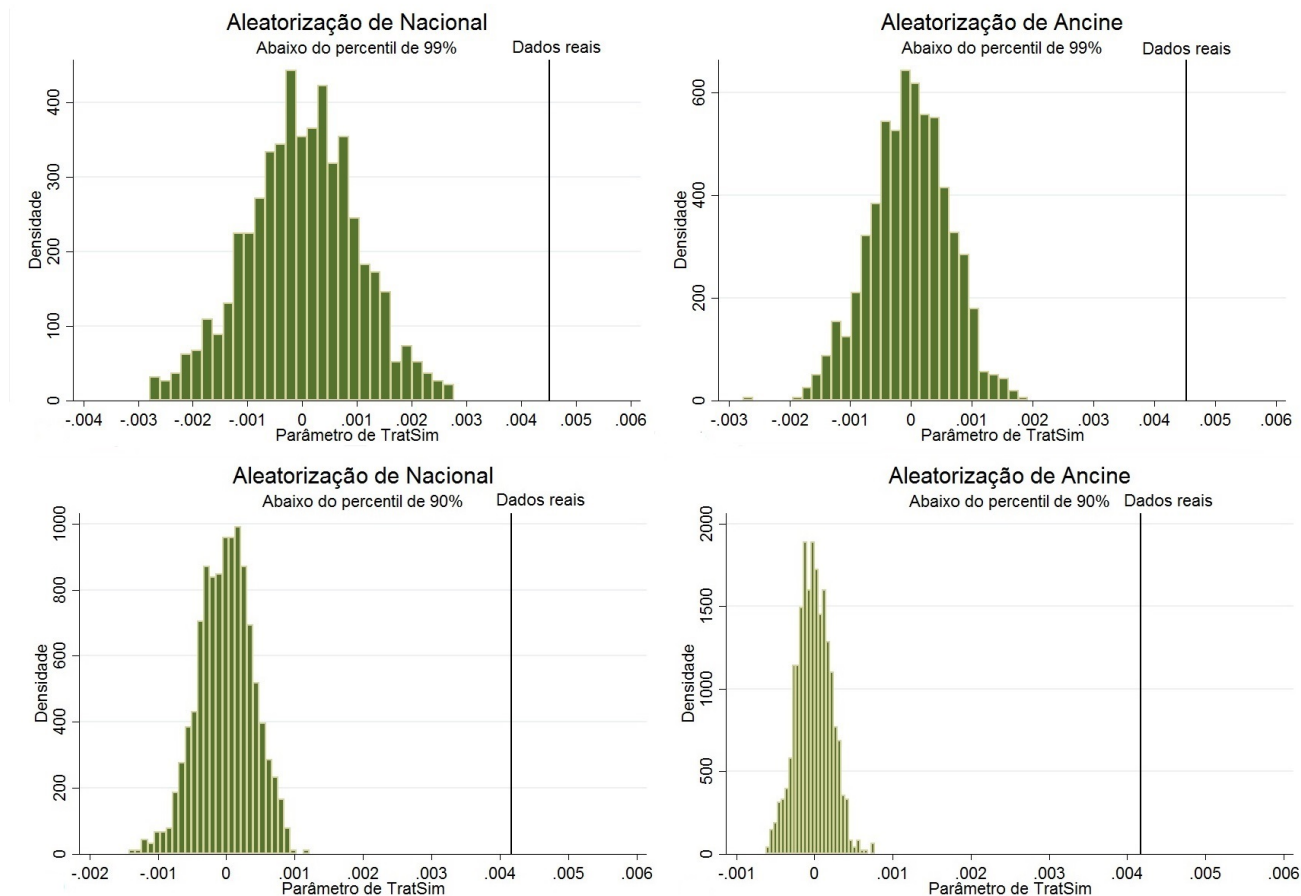 Aleatorização de Nacional
Abaixo do percentil de 99% Dados reais
Densidade
400
300
200
100
0
-.004 -.003 -.002 -.001 0 .001 .002 .003 .004 .005 .006
Parâmetro de TratSim
Aleatorização de Ancine
Abaixo do percentil de 99% Dados reais
Densidade
600
400
200
0
-.003 -.002 -.001 0 .001 .002 .003 .004 .005 .006
Parâmetro de TratSim
Aleatorização de Nacional
Abaixo do percentil de 90% Dados reais
Densidade
1000
800
600
400
200
0
-.002 -.001 0 .001 .002 .003 .004 .005 .006
Parâmetro de TratSim
Aleatorização de Ancine
Abaixo do percentil de 90% Dados reais
Densidade
2000
1500
1000
500
0
-.001 0 .001 .002 .003 .004 .005 .006
Parâmetro de TratSim